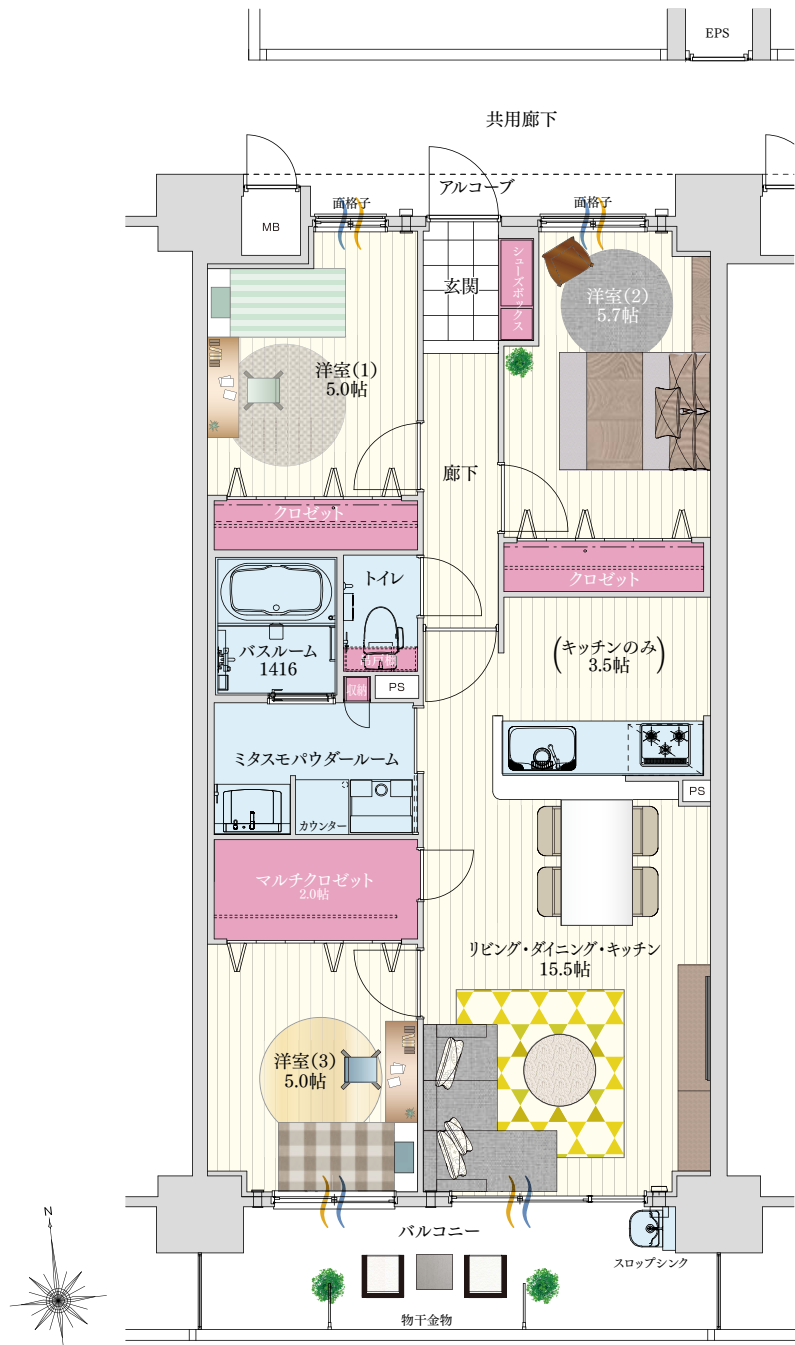 EPS
共用廊下
アルコーブ
面格子
面格子
MB
シューズボックス
玄関
洋室(2)
5.7帖
洋室(1)
5.0帖
廊下
クロゼット
クロゼット
トイレ
バスルーム
1416
吊戸棚
(キッチンのみ)
3.5帖
収納
PS
ミタスモパウダールーム
PS
カウンター
マルチクロゼット
2.0帖
リビング・ダイニング・キッチン
15.5帖
洋室(3)
5.0帖
N
バルコニー
スロップシンク
物干金物